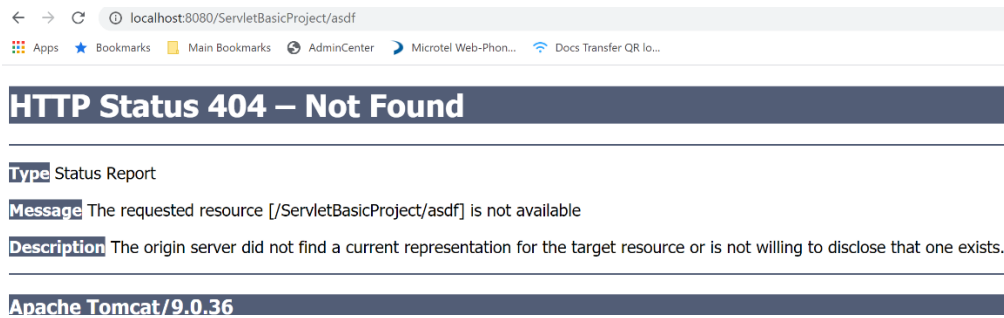 localhost:8080/ServletBasicProject/asdf
Apps Bookmarks Main Bookmarks AdminCenter Microtel Web-Phon... Docs Transfer QR lo...
HTTP Status 404 – Not Found
Type Status Report
Message The requested resource [/ServletBasicProject/asdf] is not available
Description The origin server did not find a current representation for the target resource or is not willing to disclose that one exists.
Apache Tomcat/9.0.36